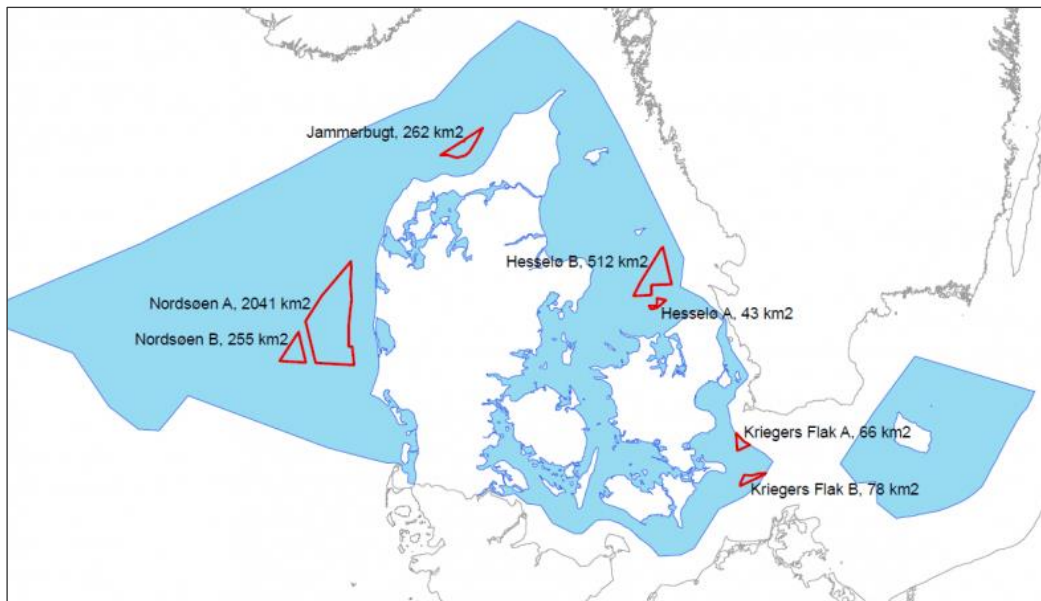 Jammerbugt, 262 km2
Hesselø B, 512 km2
Nordsøen A, 2041 km2
Hesselø A, 43 km2
Nordsøen B, 255 km2
Kriegers Flak A, 66 km2
Kriegers Flak B, 78 km2